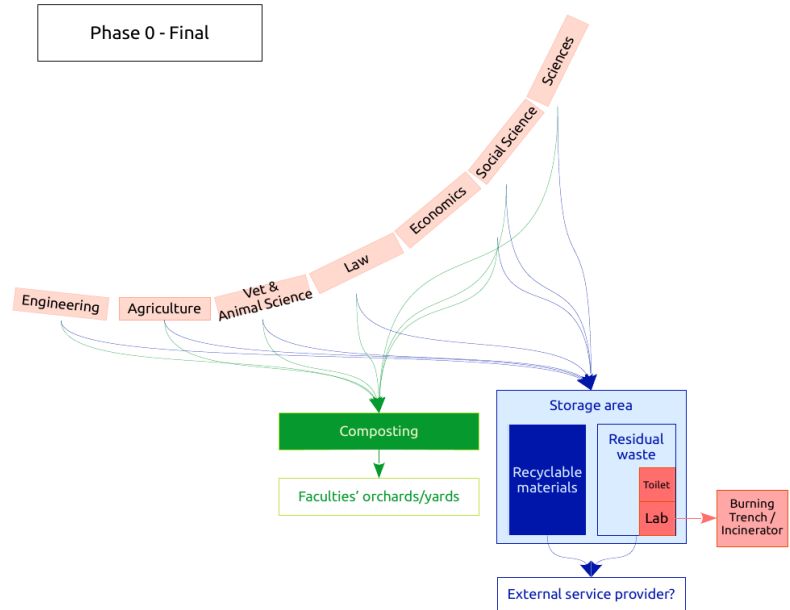 Phase 0 - Final
Sciences
Social Science
Economics
Law
Vet &
Animal Science
Agriculture
Engineering
Composting
Faculties’ orchards/yards
Storage area
Recyclable
materials
Residual
waste
Toilet
Lab
Burning
Trench /
Incinerator
External service provider?